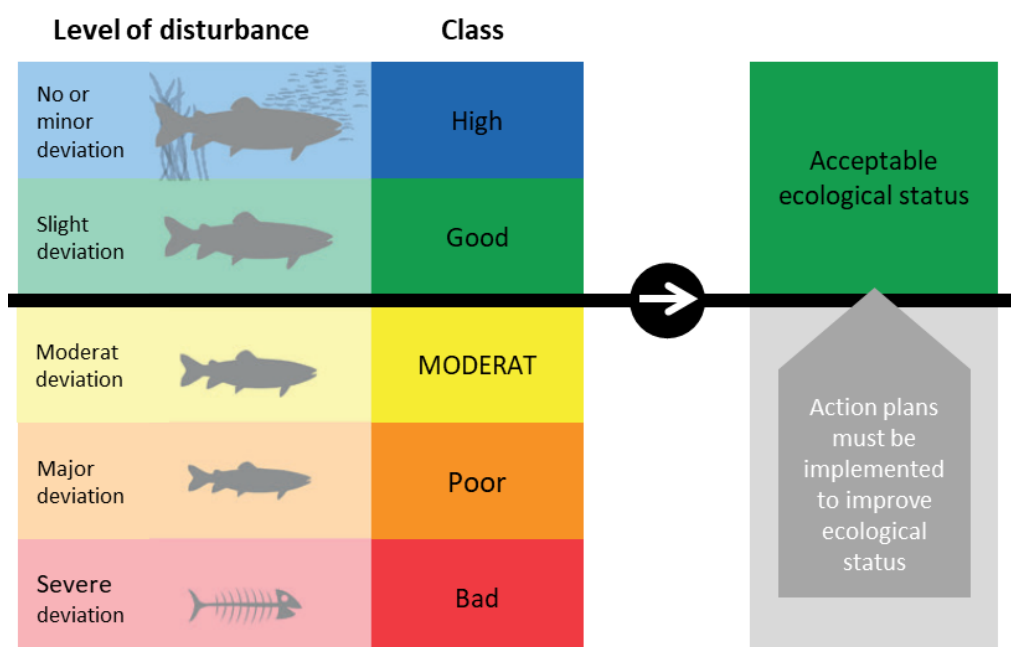 Level of disturbance
Class
No or
minor
deviation
High
Slight
deviation
Good
Moderat
deviation
MODERAT
Major
deviation
Poor
Severe
deviation
Bad
Acceptable
ecological status
Action plans
must be
implemented
to improve
ecological
status